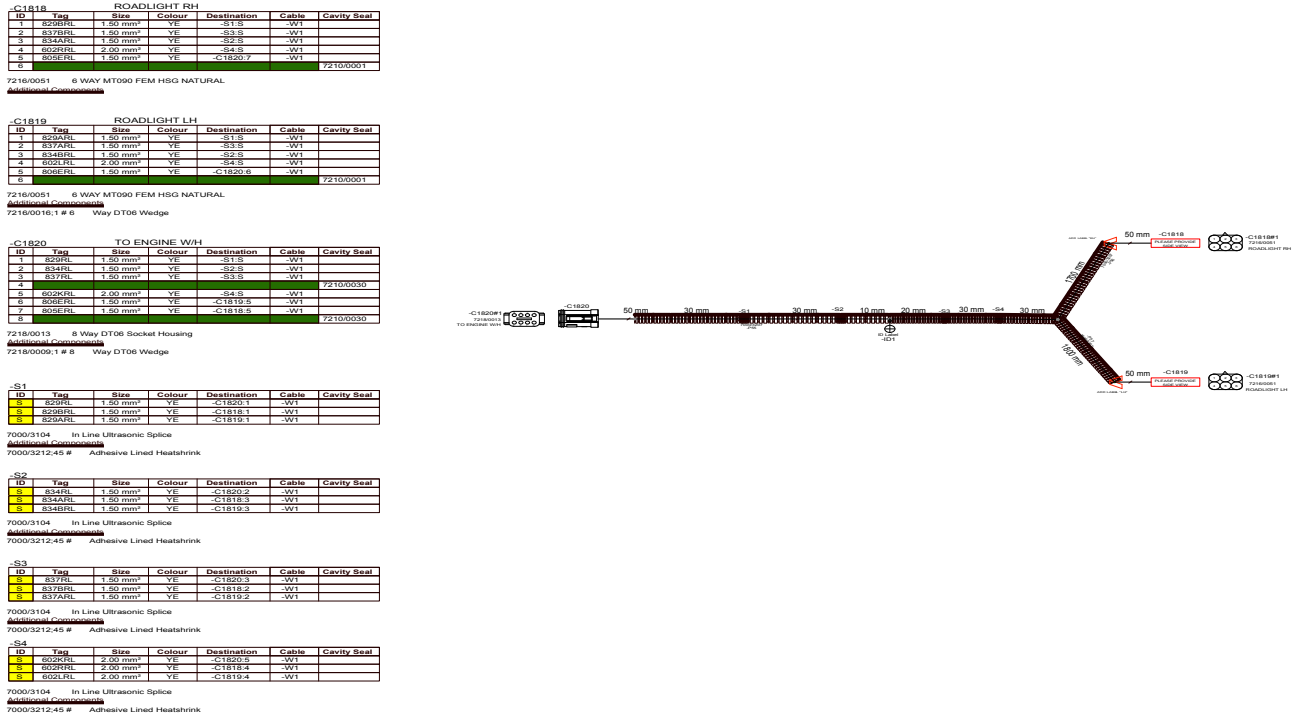 -C1818 ROADLIGHT RH
ID Tag Size Colour Destination Cable Cavity Seal
1 829BRL 1.50 mm² YE -S1:S -W1
2 837BRL 1.50 mm² YE -S3:S -W1
3 834ARL 1.50 mm² YE -S2:S -W1
4 602RRL 2.00 mm² YE -S4:S -W1
5 805ERL 1.50 mm² YE -C1820:7 -W1
6 7210/0001
7216/0051 6 WAY MT090 FEM HSG NATURAL
Additional Components
-C1819 ROADLIGHT LH
ID Tag Size Colour Destination Cable Cavity Seal
1 829ARL 1.50 mm² YE -S1:S -W1
2 837ARL 1.50 mm² YE -S3:S -W1
3 834BRL 1.50 mm² YE -S2:S -W1
4 602LRL 2.00 mm² YE -S4:S -W1
5 806ERL 1.50 mm² YE -C1820:6 -W1
6 7210/0001
7216/0051 6 WAY MT090 FEM HSG NATURAL
Additional Components
7216/0016;1 # 6 Way DT06 Wedge
-C1820 TO ENGINE W/H
ID Tag Size Colour Destination Cable Cavity Seal
1 829RL 1.50 mm² YE -S1:S -W1
2 834RL 1.50 mm² YE -S2:S -W1
3 837RL 1.50 mm² YE -S3:S -W1
4 7210/0030
5 602KRL 2.00 mm² YE -S4:S -W1
6 806ERL 1.50 mm² YE -C1819:5 -W1
7 805ERL 1.50 mm² YE -C1818:5 -W1
8 7210/0030
7218/0013 8 Way DT06 Socket Housing
Additional Components
7218/0009;1 # 8 Way DT06 Wedge
-S1
ID Tag Size Colour Destination Cable Cavity Seal
S 829RL 1.50 mm² YE -C1820:1 -W1
S 829BRL 1.50 mm² YE -C1818:1 -W1
S 829ARL 1.50 mm² YE -C1819:1 -W1
7000/3104 In Line Ultrasonic Splice
Additional Components
7000/3212;45 # Adhesive Lined Heatshrink
-S2
ID Tag Size Colour Destination Cable Cavity Seal
S 834RL 1.50 mm² YE -C1820:2 -W1
S 834ARL 1.50 mm² YE -C1818:3 -W1
S 834BRL 1.50 mm² YE -C1819:3 -W1
7000/3104 In Line Ultrasonic Splice
Additional Components
7000/3212;45 # Adhesive Lined Heatshrink
-S3
ID Tag Size Colour Destination Cable Cavity Seal
S 837RL 1.50 mm² YE -C1820:3 -W1
S 837BRL 1.50 mm² YE -C1818:2 -W1
S 837ARL 1.50 mm² YE -C1819:2 -W1
7000/3104 In Line Ultrasonic Splice
Additional Components
7000/3212;45 # Adhesive Lined Heatshrink
-S4
ID Tag Size Colour Destination Cable Cavity Seal
S 602KRL 2.00 mm² YE -C1820:5 -W1
S 602RRL 2.00 mm² YE -C1818:4 -W1
S 602LRL 2.00 mm² YE -C1819:4 -W1
7000/3104 In Line Ultrasonic Splice
Additional Components
7000/3212;45 # Adhesive Lined Heatshrink
-C1820#1
7218/0013
TO ENGINE W/H
-C1820
50 mm 30 mm -S1 30 mm -S2 10 mm 20 mm -S3 30 mm -S4 30 mm
ID Label
-ID1
50 mm
-C1818
PLEASE PROVIDE
SIDE VIEW
-C1818#1
7216/0051
ROADLIGHT RH
1600 mm
50 mm
-C1819
PLEASE PROVIDE
SIDE VIEW
-C1819#1
7216/0051
ROADLIGHT LH